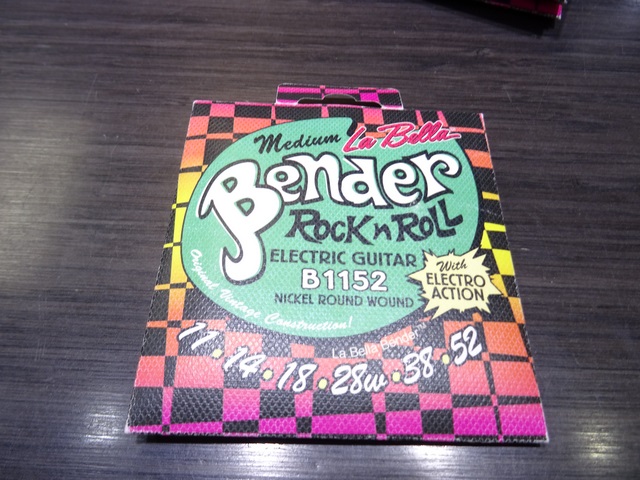 Medium La Bella
Bender
ROCK n ROLL
ELECTRIC GUITAR
B1152
NICKEL ROUND WOUND
With
ELECTRO
ACTION
Original Vintage Construction!
La Bella Bender
11 • 14 • 18 • 28w • 38 • 52